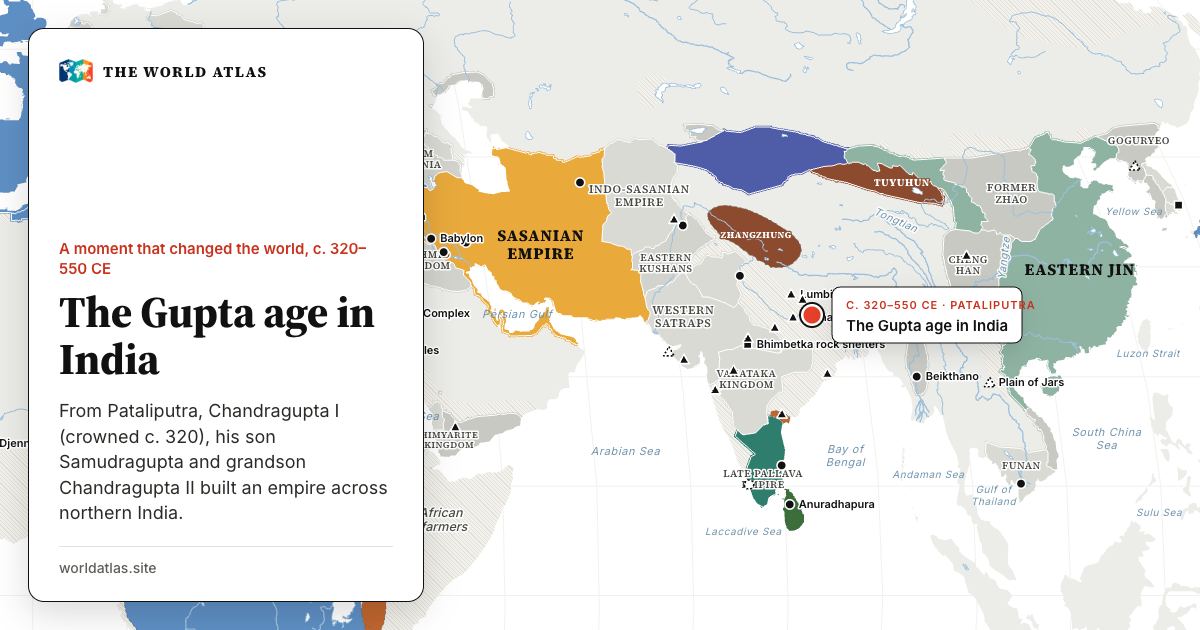 THE WORLD ATLAS
A moment that changed the world, c. 320–
550 CE
The Gupta age in
India
From Pataliputra, Chandragupta I
(crowned c. 320), his son
Samudragupta and grandson
Chandragupta II built an empire across
northern India.
worldatlas.site
GOGURYEO
TUYUHUN
FORMER
ZHAO
INDO-SASANIAN
EMPIRE
Yellow Sea
Tongtian
ZHANGZHUNG
SASANIAN
EMPIRE
Babylon
Yangtze
EASTERN
KUSHANS
CHENG
HAN
EASTERN JIN
C. 320–550 CE · PATALIPUTRA
The Gupta age in India
Complex
Persian Gulf
WESTERN
SATRAPS
Bhimbetka rock shelters
Luzon Strait
VAKATAKA
KINGDOM
Beikthano
Plain of Jars
HIMYARITE
KINGDOM
Arabian Sea
Bay of
Bengal
South China
Sea
LATE PALLAVA
EMPIRE
Andaman Sea
FUNAN
Gulf of
Thailand
Anuradhapura
African
farmers
Laccadive Sea
Sulu Sea
Djenn